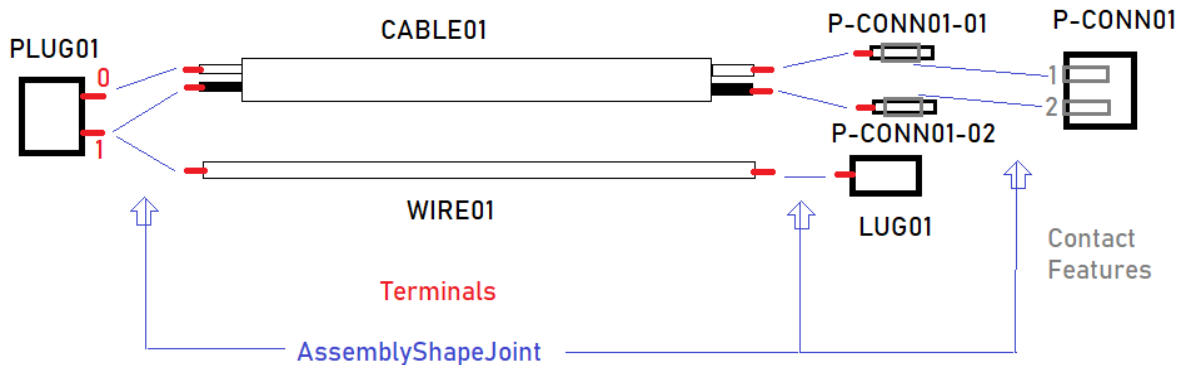 P-CONN01-01
P-CONN01
CABLE01
PLUG01
0
1
1
2
P-CONN01-02
WIRE01
LUG01
Contact
Features
Terminals
AssemblyShapeJoint